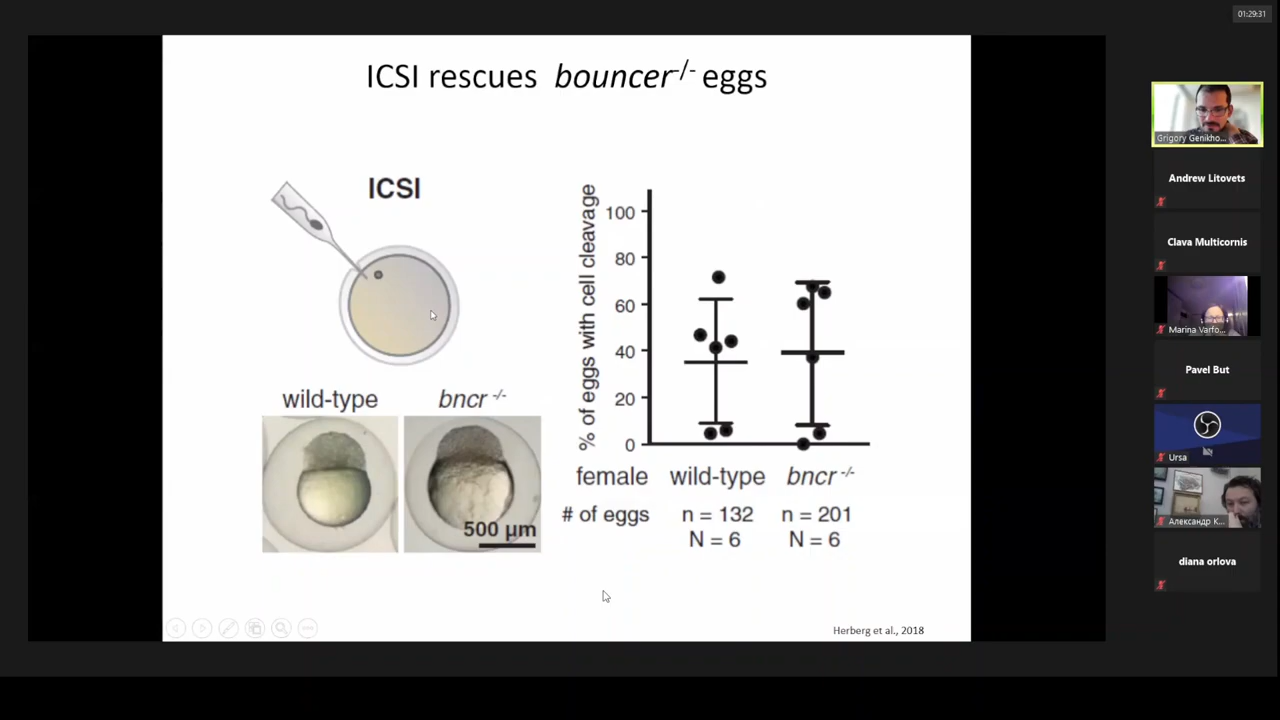 01:29:31
ICSI rescues bouncer-/- eggs
ICSI
wild-type
bncr -/-
500 µm
% of eggs with cell cleavage
100
80
60
40
20
0
female wild-type bncr -/-
# of eggs n = 132 n = 201
N = 6 N = 6
Herberg et al., 2018
Grigory Genikho...
Andrew Litovets
Clava Multicornis
Marina Varfo...
Pavel But
Ursa
Александр К...
diana orlova